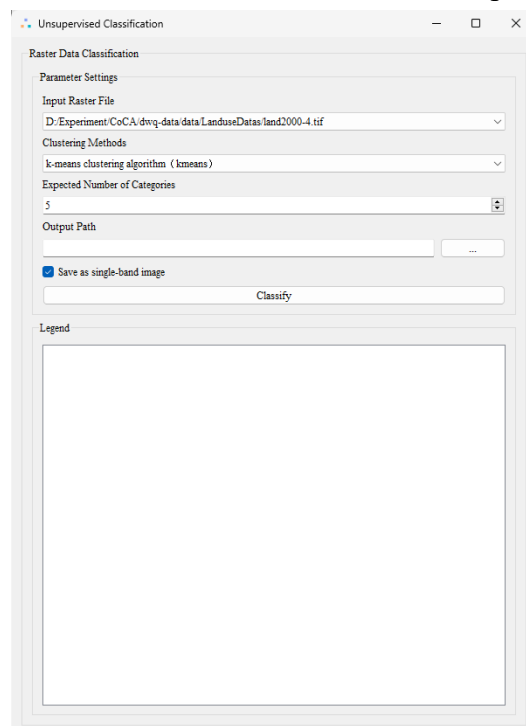 Unsupervised Classification
Raster Data Classification
Parameter Settings
Input Raster File
D:/Experiment/CoCA/dwq-data/data/LanduseDatas/land2000-4.tif
Clustering Methods
k-means clustering algorithm（kmeans）
Expected Number of Categories
5
Output Path
...
Save as single-band image
Classify
Legend